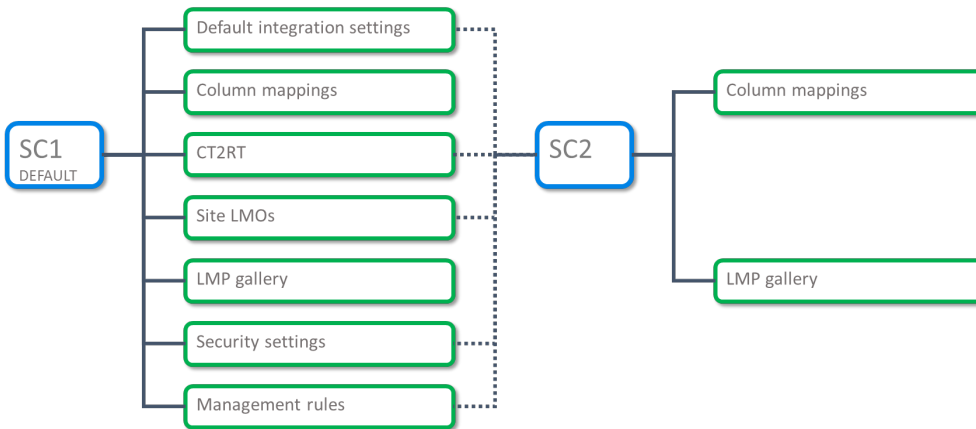 Default integration settings
Column mappings
SC1
DEFAULT
CT2RT
Site LMOs
LMP gallery
Security settings
Management rules
SC2
Column mappings
LMP gallery